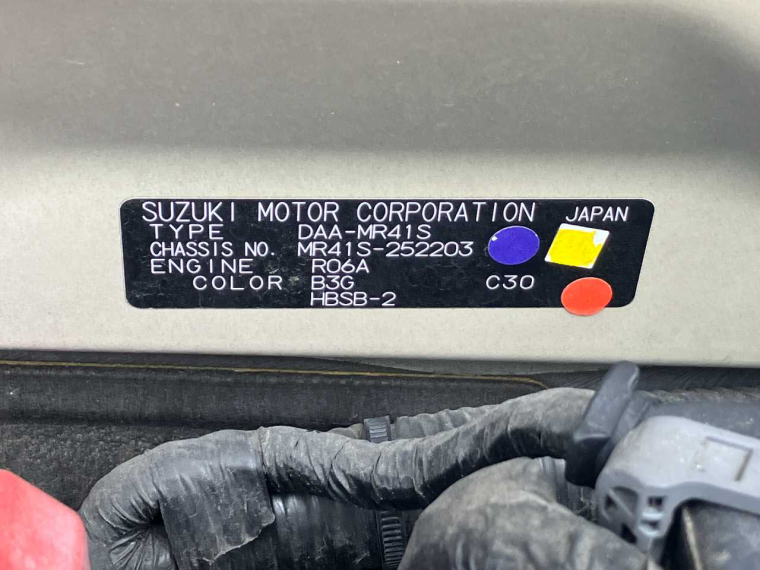 SUZUKI MOTOR CORPORATION JAPAN
TYPE DAA-MR41S
CHASSIS NO. MR41S-252203
ENGINE R06A
COLOR B3G C30
HBSB-2